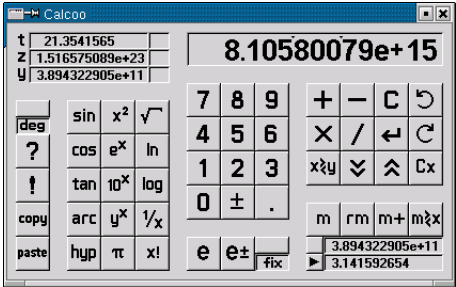 Calcoo
t 21.3541565
z 1.516575089e+23
y 3.894322905e+11
8.10580079e+15
deg
?
!
copy
paste
sin x² √
cos eˣ ln
tan 10ˣ log
arc yˣ 1/x
hyp π x!
7 8 9
4 5 6
1 2 3
0 ± .
e e± fix
+ − C
× /
x y Cx
m rm m+ m x
3.894322905e+11
3.141592654